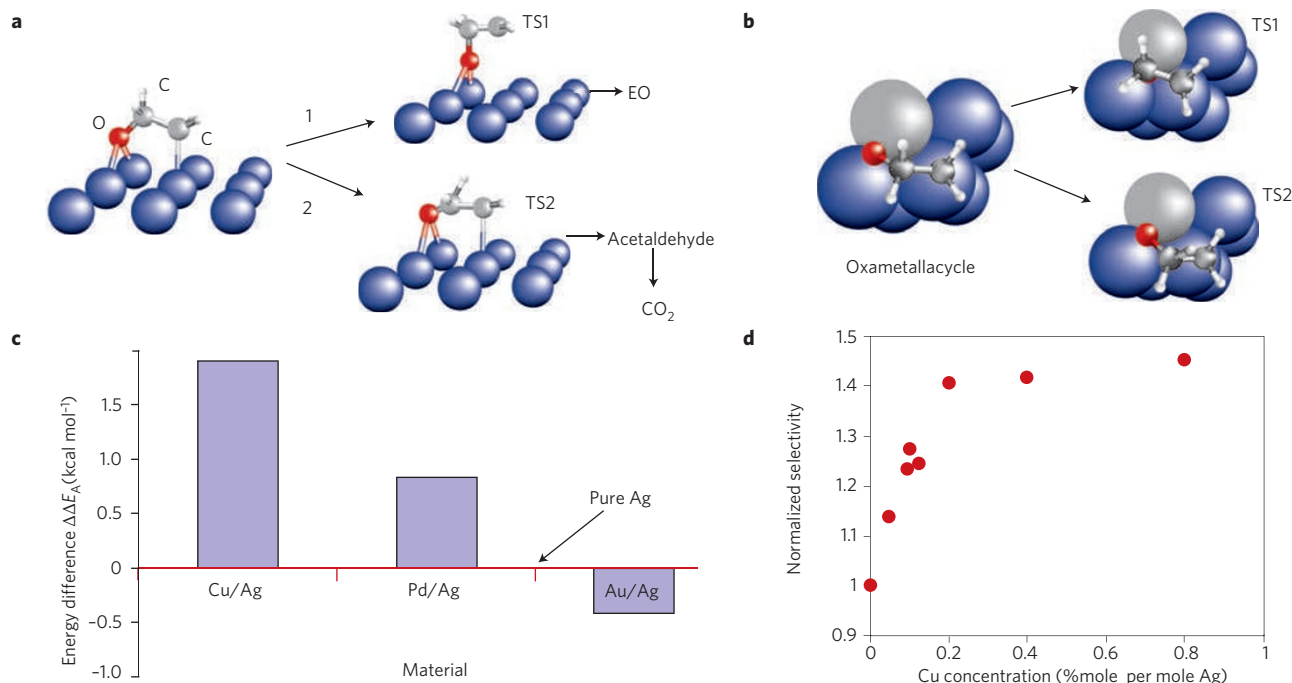 a
TS1
C
O
C
1
EO
2
TS2
Acetaldehyde
CO2
b
TS1
Oxametallacycle
TS2
c
Energy difference ΔΔEA (kcal mol−1)
1.5
1.0
0.5
0
−0.5
−1.0
Pure Ag
Cu/Ag
Pd/Ag
Au/Ag
Material
d
Normalized selectivity
1.5
1.4
1.3
1.2
1.1
1
0.9
0
0.2
0.4
0.6
0.8
1
Cu concentration (%mole per mole Ag)